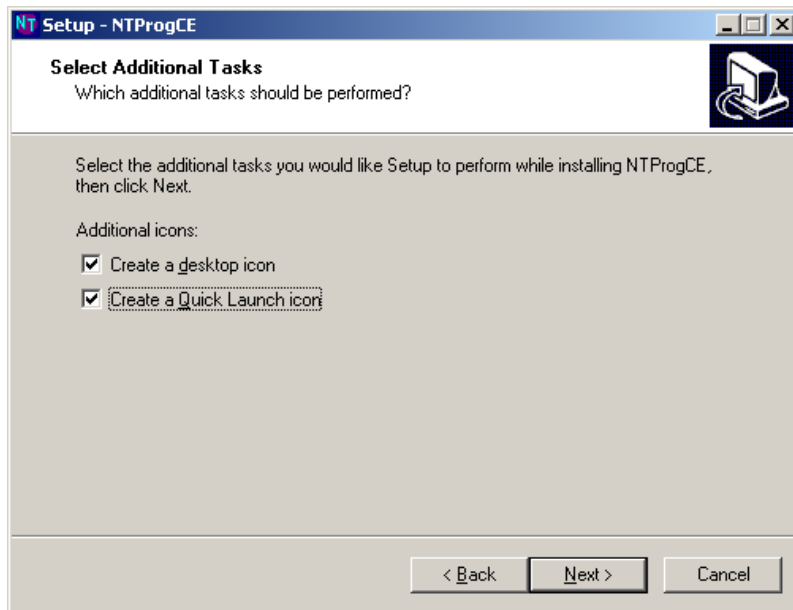 NT Setup - NTProgCE
Select Additional Tasks
Which additional tasks should be performed?
Select the additional tasks you would like Setup to perform while installing NTProgCE,
then click Next.
Additional icons:
Create a desktop icon
Create a Quick Launch icon
< Back Next > Cancel